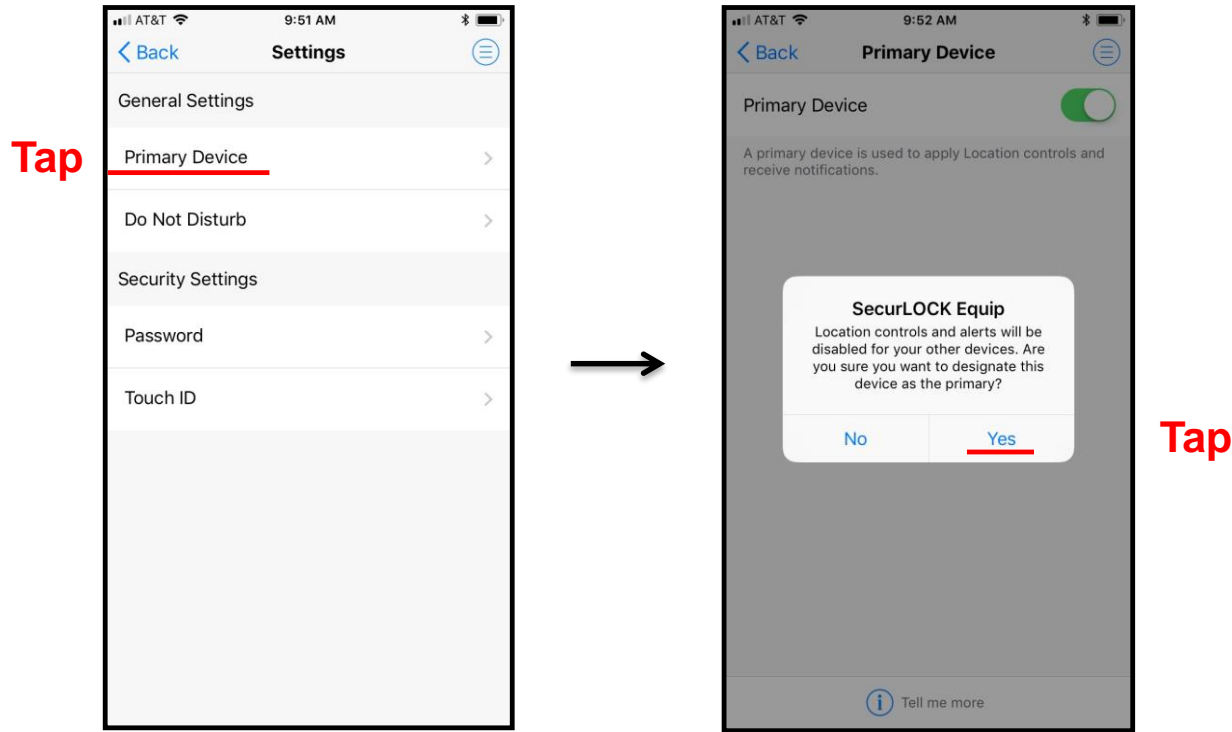 AT&T 9:51 AM
Back Settings
General Settings
Tap
Primary Device
Do Not Disturb
Security Settings
Password
Touch ID
AT&T 9:52 AM
Back Primary Device
Primary Device
A primary device is used to apply Location controls and
receive notifications.
SecurLOCK Equip
Location controls and alerts will be
disabled for your other devices. Are
you sure you want to designate this
device as the primary?
No Yes
Tap
Tell me more